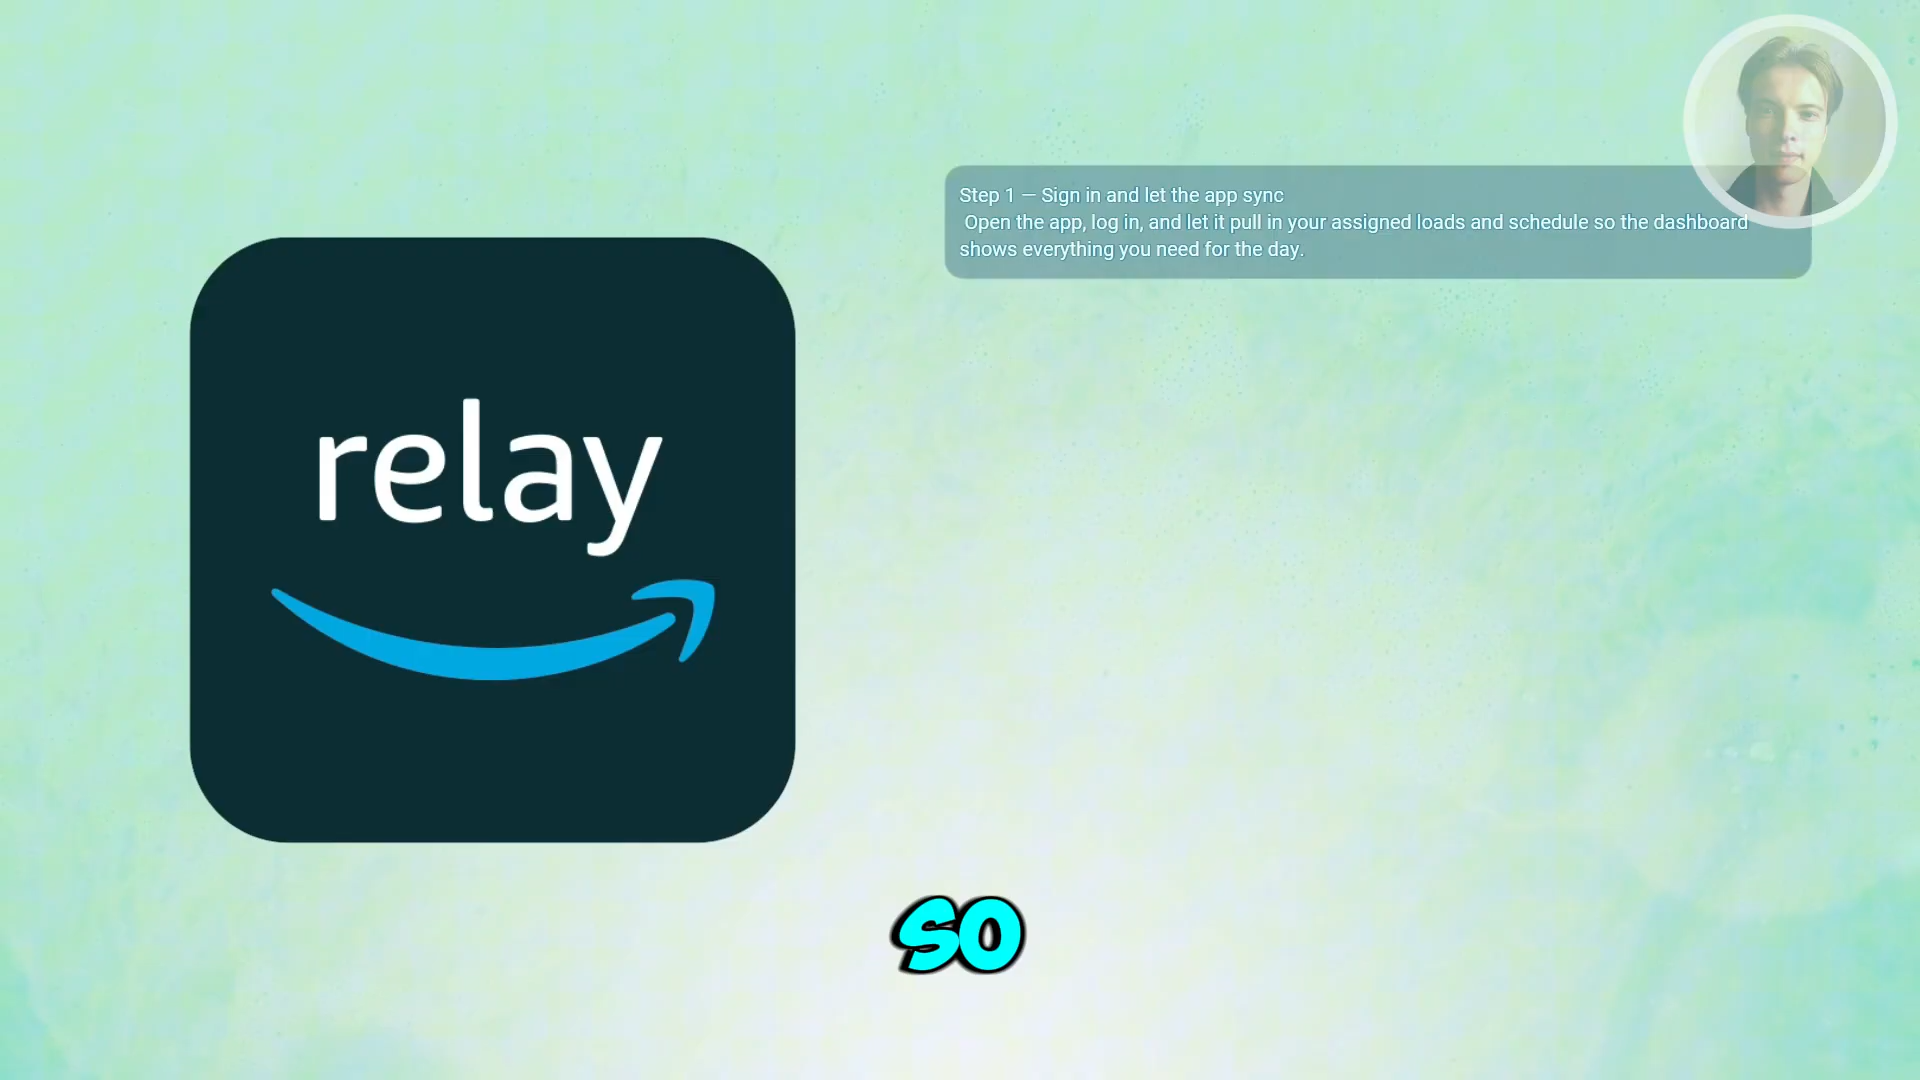 Step 1 — Sign in and let the app sync
Open the app, log in, and let it pull in your assigned loads and schedule so the dashboard
shows everything you need for the day.
relay
SO